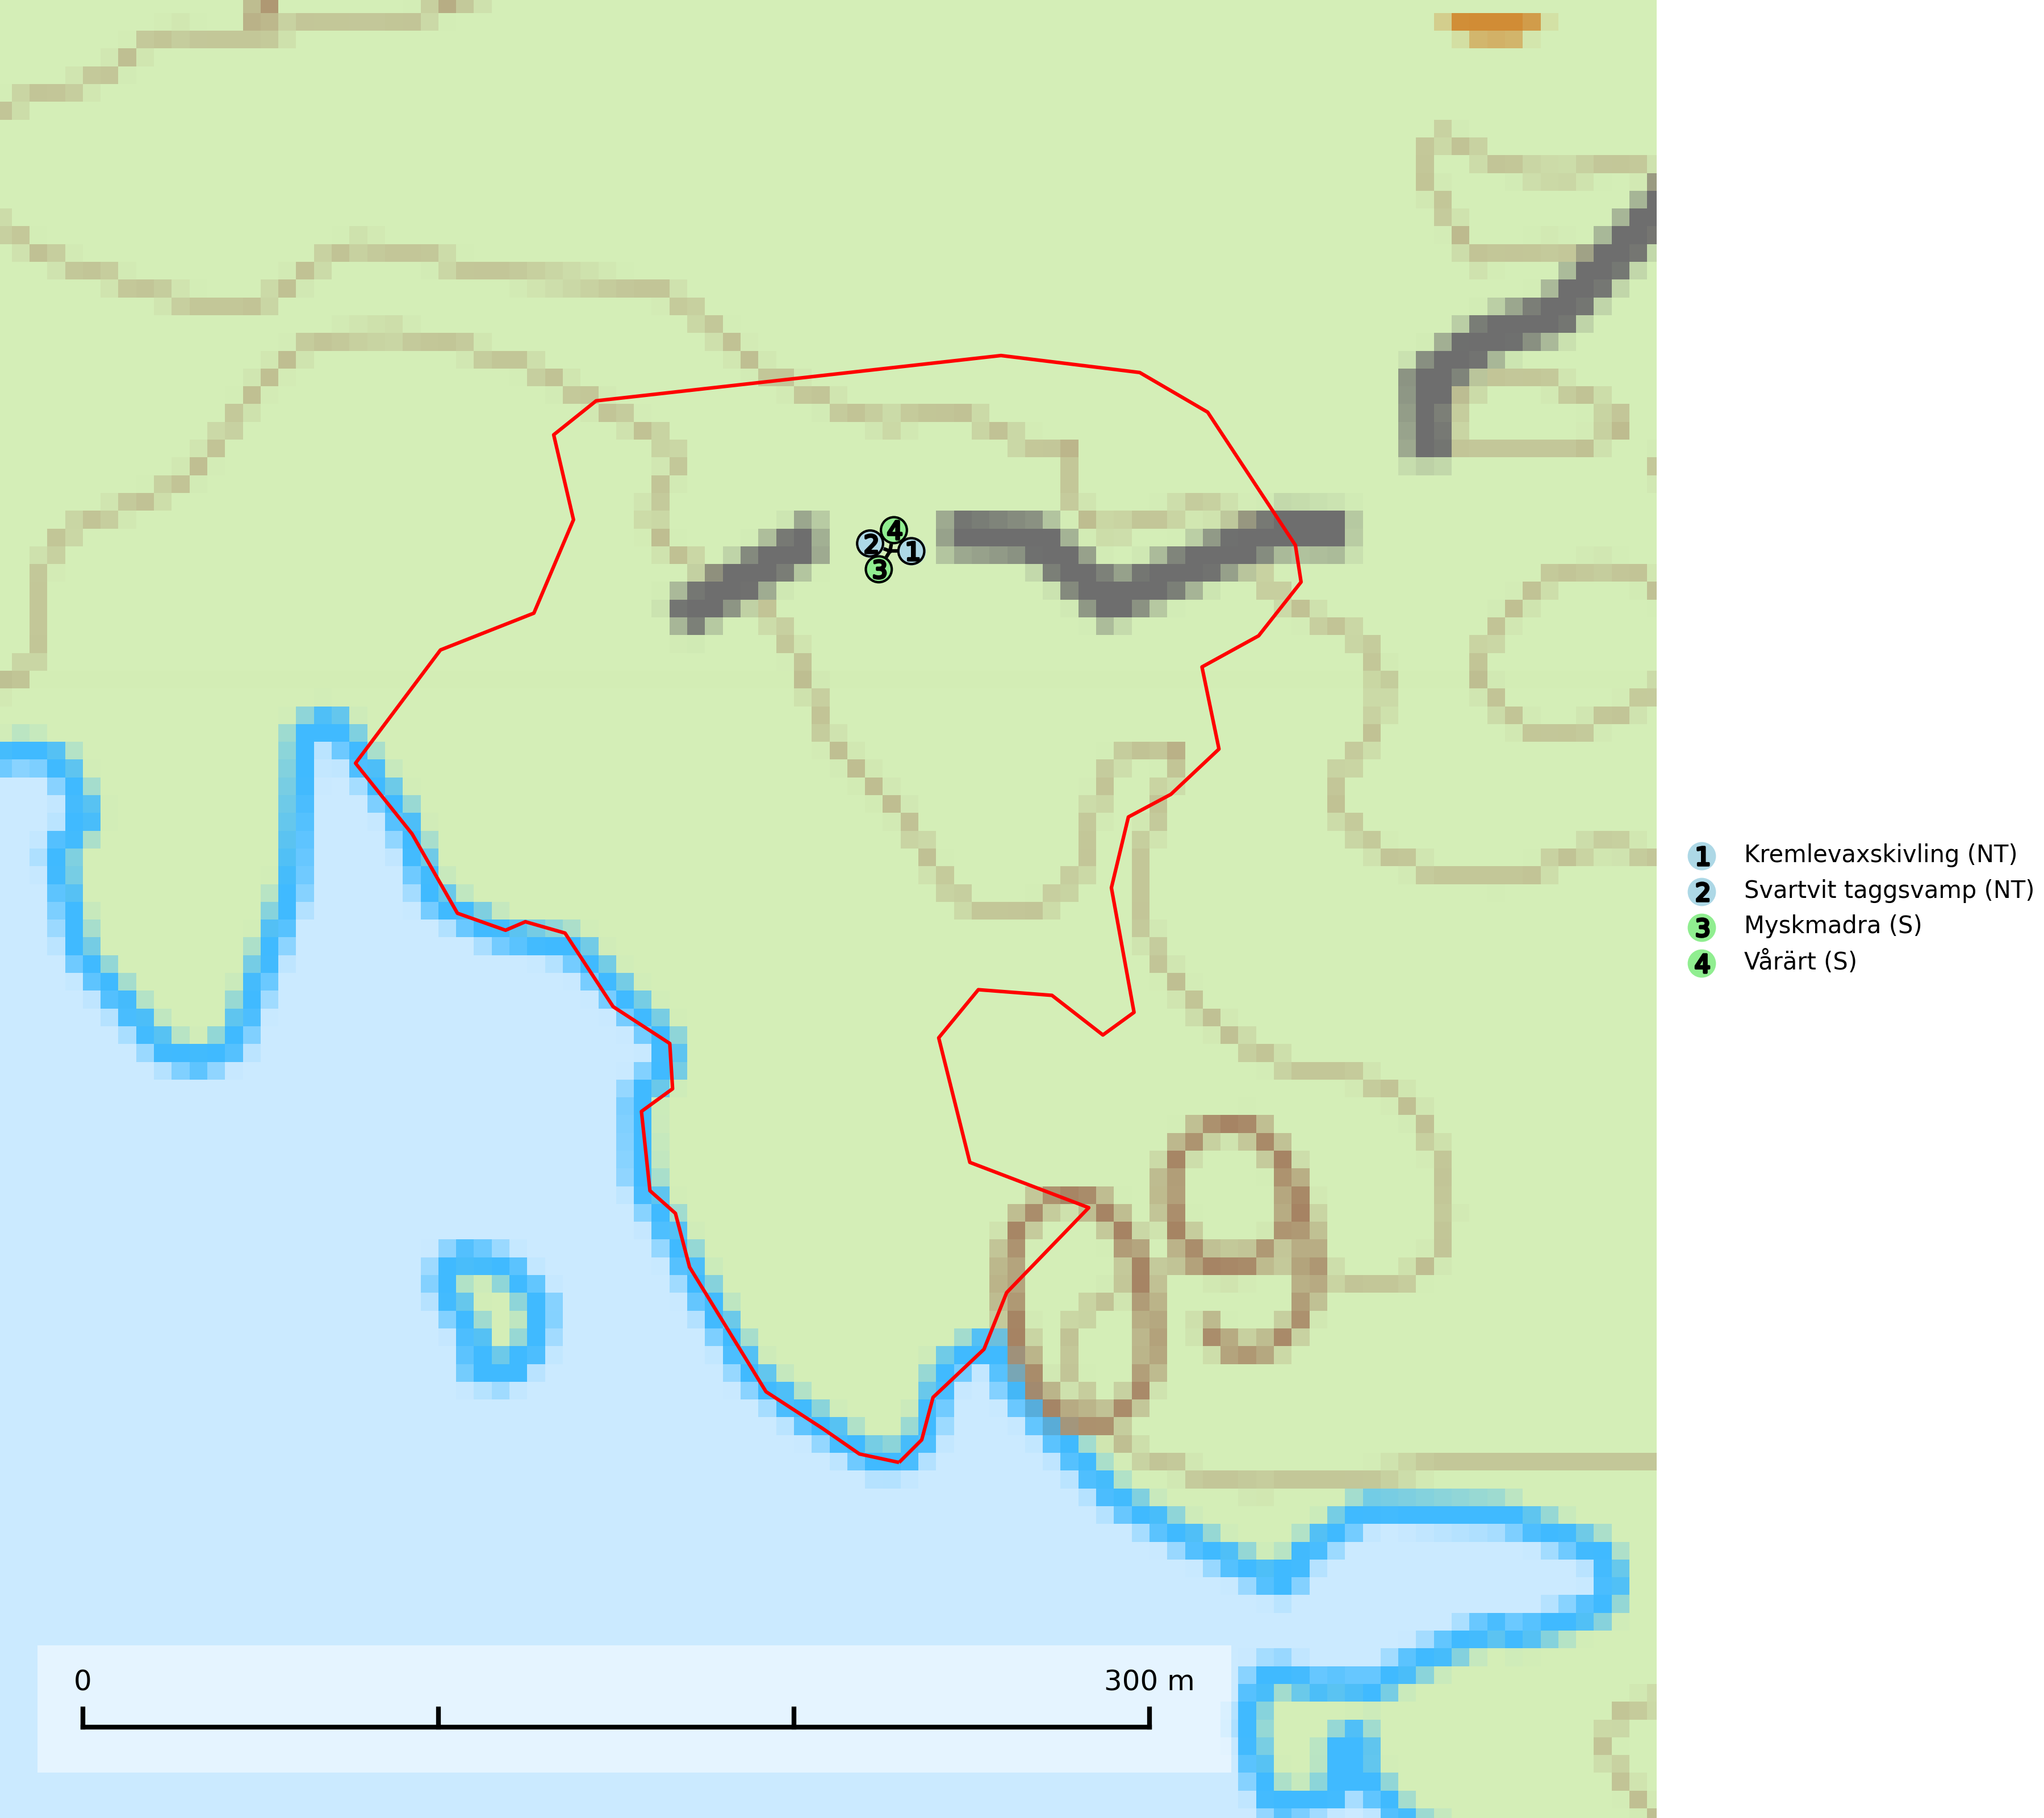 4
2
1
3
1 Kremlevaxskivling (NT)
2 Svartvit taggsvamp (NT)
3 Myskmadra (S)
4 Vårärt (S)
0 300 m